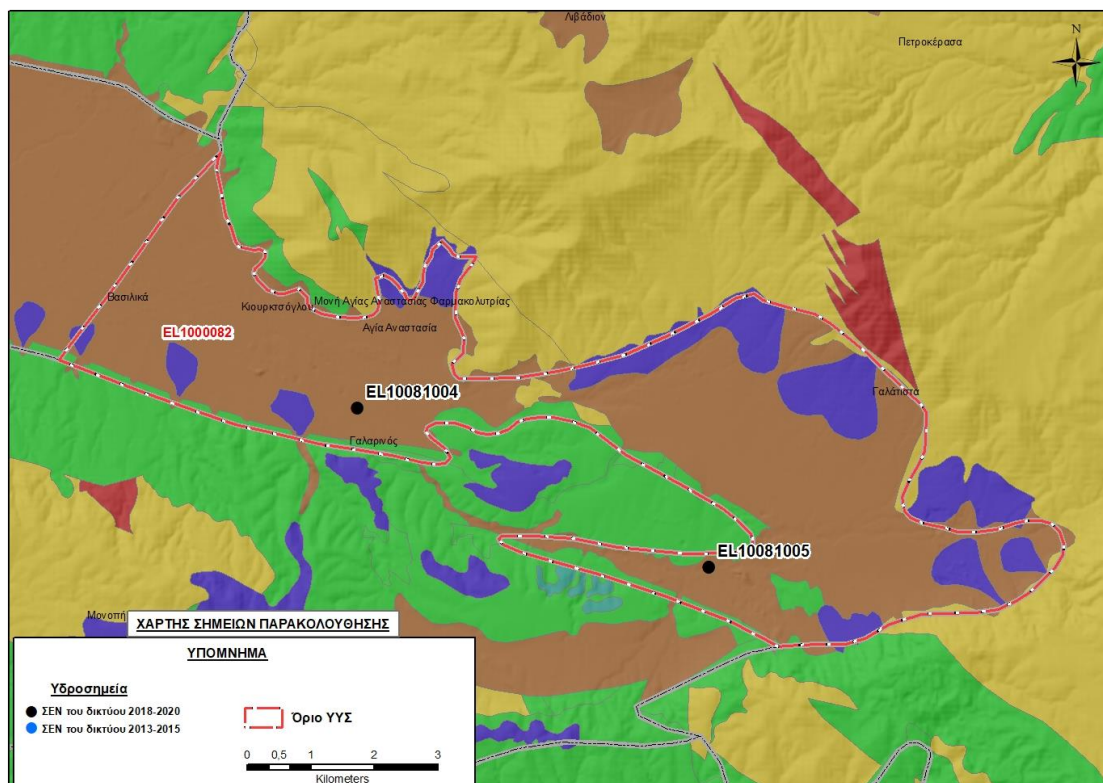 Λιβάδιον
Πετροκέρασα
N
Βασιλικά
Κιουρκτσόγλου
Μονή Αγίας Αναστασίας Φαρμακολυτρίας
Αγία Αναστασία
EL1000082
EL10081004
Γαλάτιστα
Γαλαρινός
EL10081005
Μονοπή
ΧΑΡΤΗΣ ΣΗΜΕΙΩΝ ΠΑΡΑΚΟΛΟΥΘΗΣΗΣ
ΥΠΟΜΝΗΜΑ
Υδροσημεία
ΣΕΝ του δικτύου 2018-2020
ΣΕΝ του δικτύου 2013-2015
Όριο ΥΥΣ
0 0,5 1 2 3
Kilometers